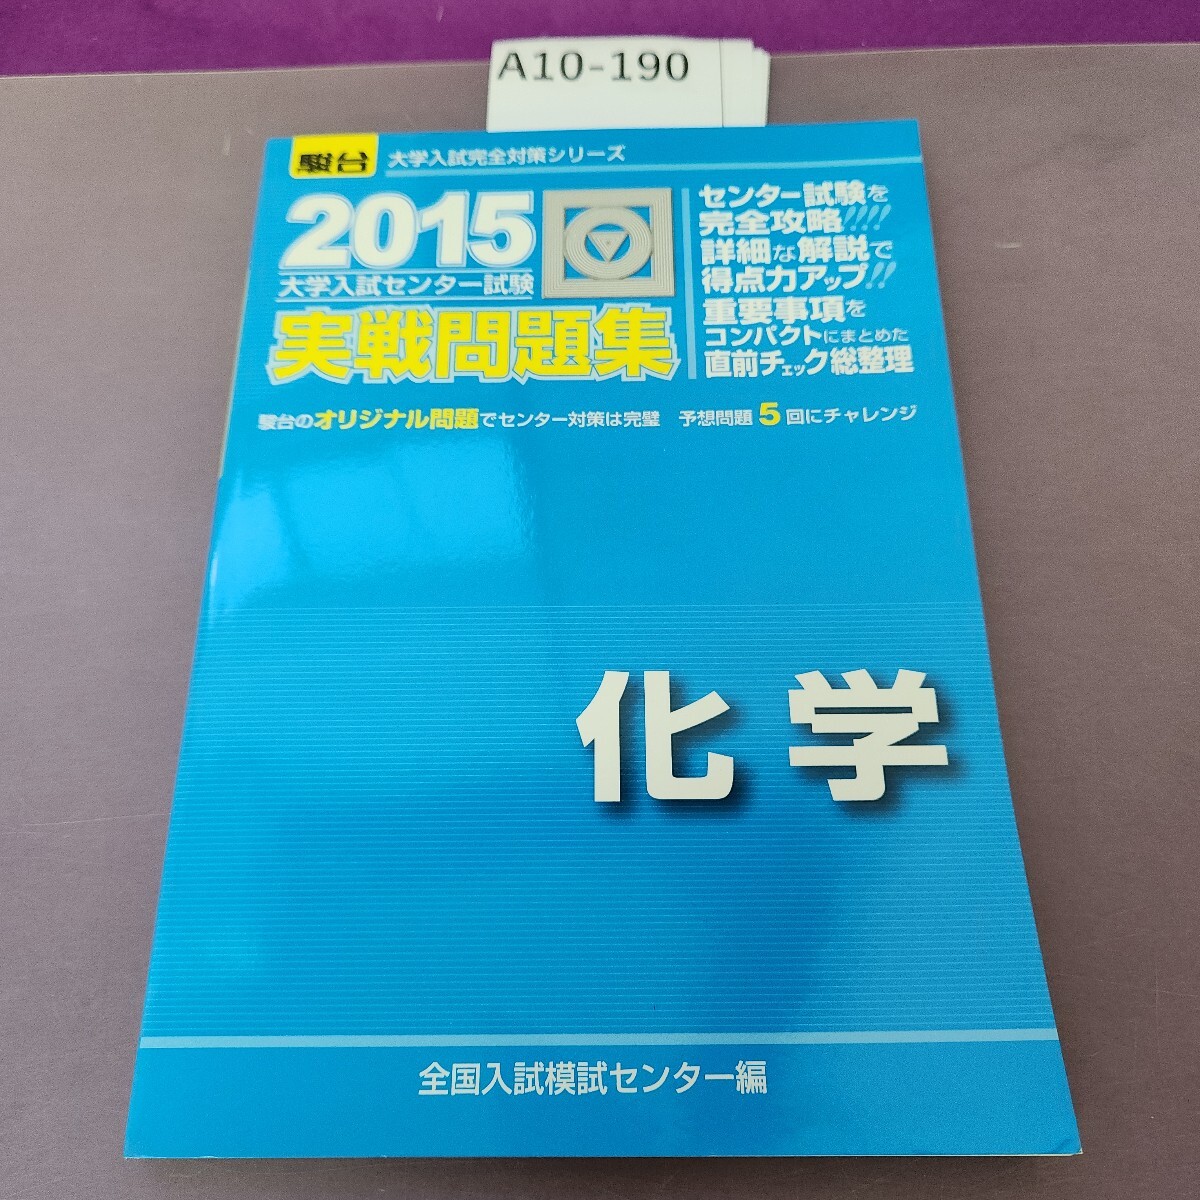 A10-190
駿台
大学入試完全対策シリーズ
2015
大学入試センター試験
実戦問題集
センター試験を
完全攻略!!!!
詳細な解説で
得点力アップ!!
重要事項を
コンパクトにまとめた
直前チェック総整理
駿台のオリジナル問題でセンター対策は完璧 予想問題5回にチャレンジ
化学
全国入試模試センター編